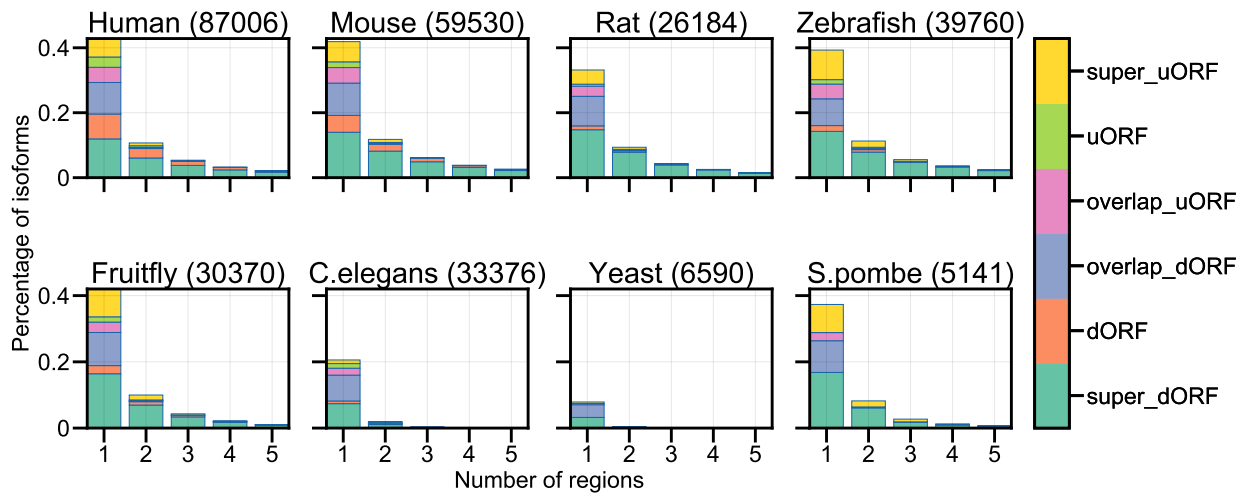 Human (87006)
Mouse (59530)
Rat (26184)
Zebrafish (39760)
0.4
0.2
0
Fruitfly (30370)
C.elegans (33376)
Yeast (6590)
S.pombe (5141)
0.4
0.2
0
1 2 3 4 5
1 2 3 4 5
1 2 3 4 5
1 2 3 4 5
Number of regions
Percentage of isoforms
super_uORF
uORF
overlap_uORF
overlap_dORF
dORF
super_dORF